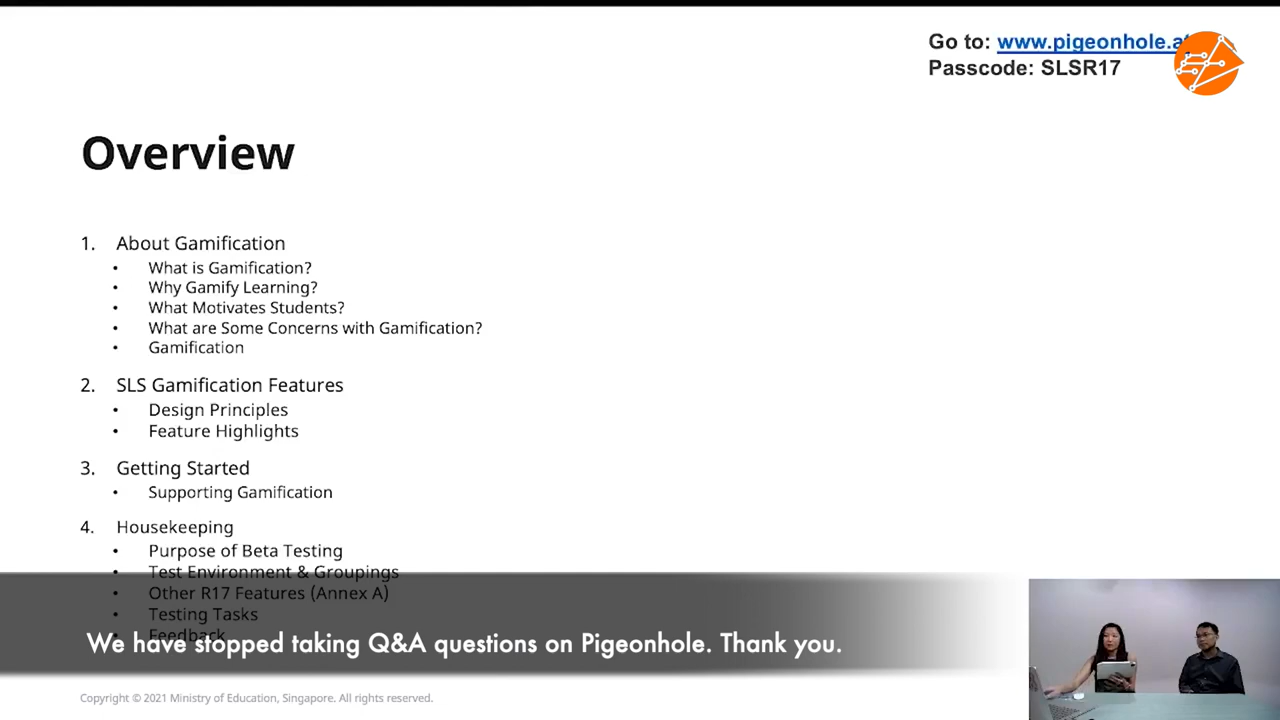 Go to: www.pigeonhole.at
Passcode: SLSR17
Overview
1. About Gamification
• What is Gamification?
• Why Gamify Learning?
• What Motivates Students?
• What are Some Concerns with Gamification?
• Gamification
2. SLS Gamification Features
• Design Principles
• Feature Highlights
3. Getting Started
• Supporting Gamification
4. Housekeeping
• Purpose of Beta Testing
• Test Environment & Groupings
• Other R17 Features (Annex A)
• Testing Tasks
• Feedback
We have stopped taking Q&A questions on Pigeonhole. Thank you.
Copyright © 2021 Ministry of Education, Singapore. All rights reserved.